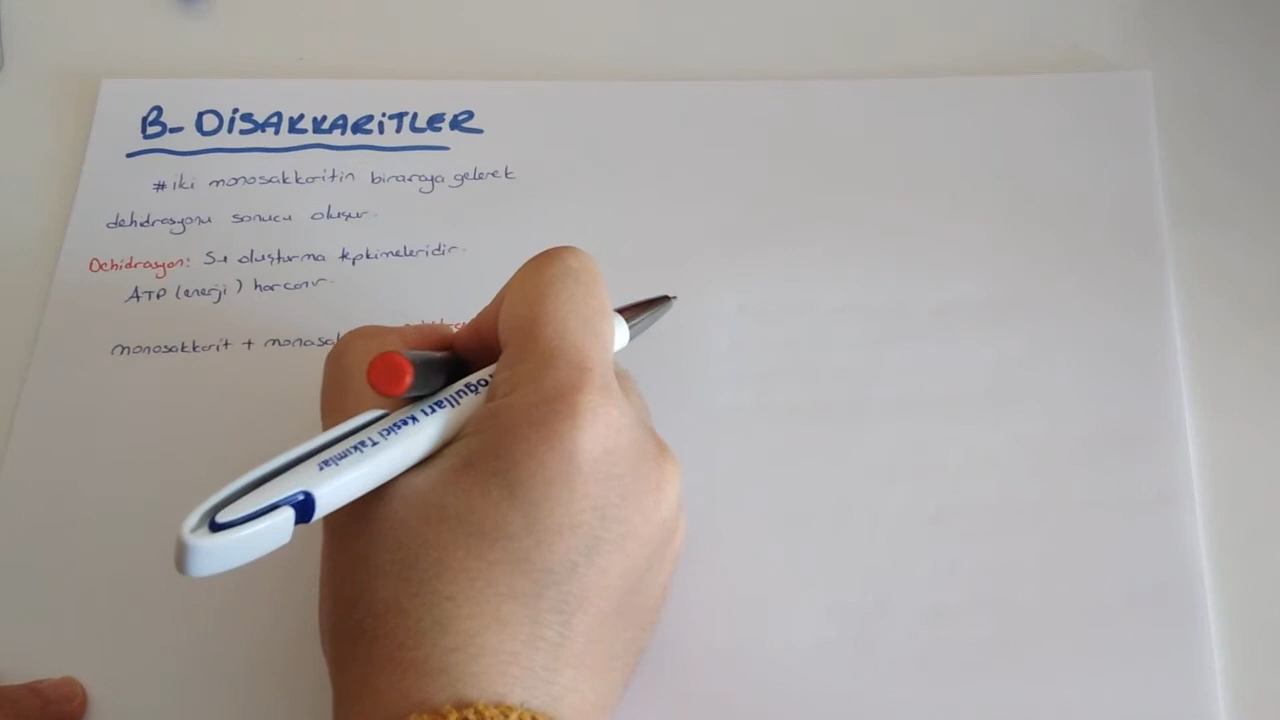 B- DİSAKKARİTLER
#iki monosakkaritin biraraya gelerek
dehidrasyonu sonucu oluşur.
Dehidrasyon: Su oluşturma tepkimeleridir.
ATP (enerji) harcanır.
monosakkarit +
oğulları Kesici Takımlar